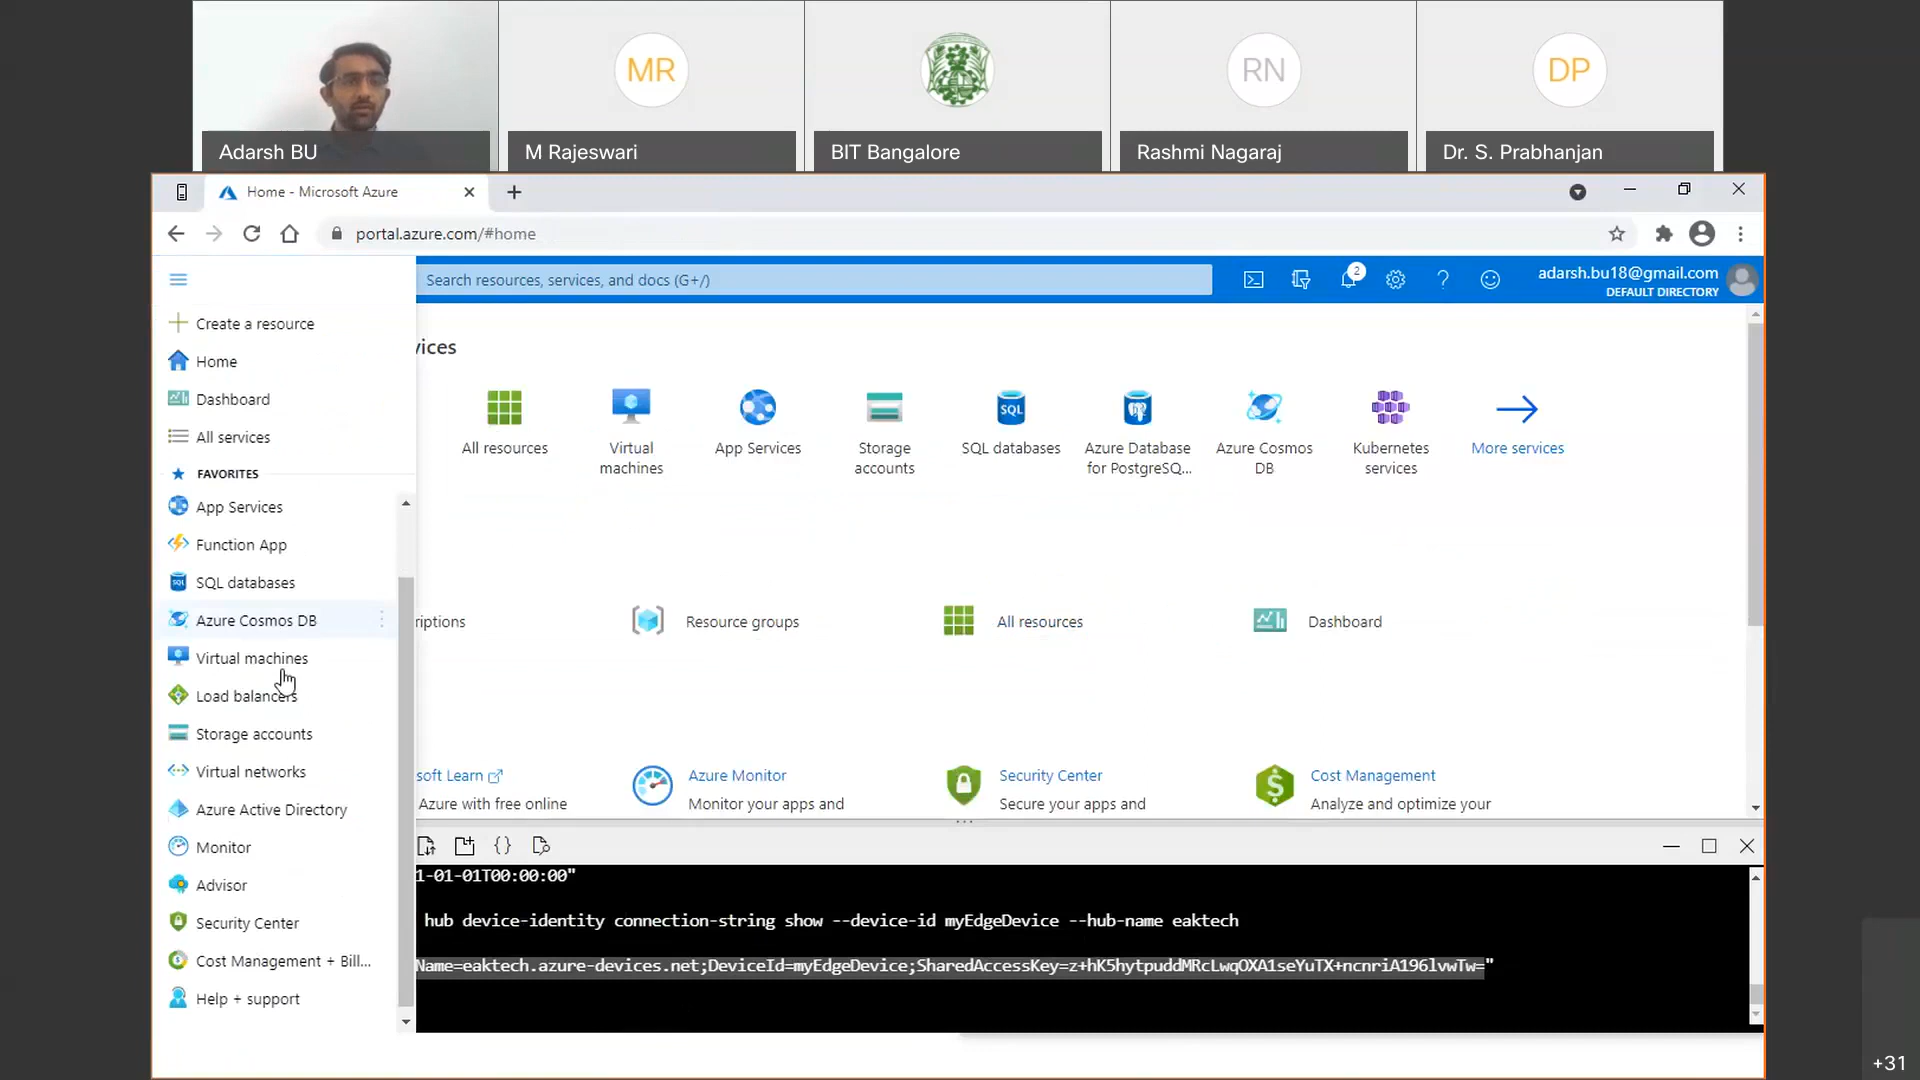 MR
RN
DP
Adarsh BU
M Rajeswari
BIT Bangalore
Rashmi Nagaraj
Dr. S. Prabhanjan
Home - Microsoft Azure
portal.azure.com/#home
Search resources, services, and docs (G+/)
2
adarsh.bu18@gmail.com
DEFAULT DIRECTORY
Create a resource
Home
Dashboard
All services
FAVORITES
App Services
Function App
SQL databases
Azure Cosmos DB
Virtual machines
Load balancers
Storage accounts
Virtual networks
Azure Active Directory
Monitor
Advisor
Security Center
Cost Management + Bill...
Help + support
vices
All resources
Virtual
machines
App Services
Storage
accounts
SQL
SQL databases
Azure Database
for PostgreSQ...
Azure Cosmos
DB
Kubernetes
services
More services
riptions
Resource groups
All resources
Dashboard
soft Learn
Azure with free online
Azure Monitor
Monitor your apps and
Security Center
Secure your apps and
Cost Management
Analyze and optimize your
1-01-01T00:00:00"
hub device-identity connection-string show --device-id myEdgeDevice --hub-name eaktech
Name=eaktech.azure-devices.net;DeviceId=myEdgeDevice;SharedAccessKey=z+hK5hytpuddMRcLwqOXA1seYuTX+ncnriA196lvwTw="
+31